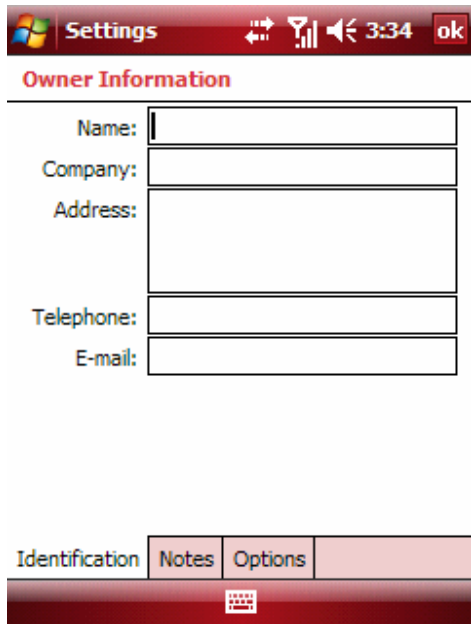 Settings 3:34 ok
Owner Information
Name:
Company:
Address:
Telephone:
E-mail:
Identification Notes Options